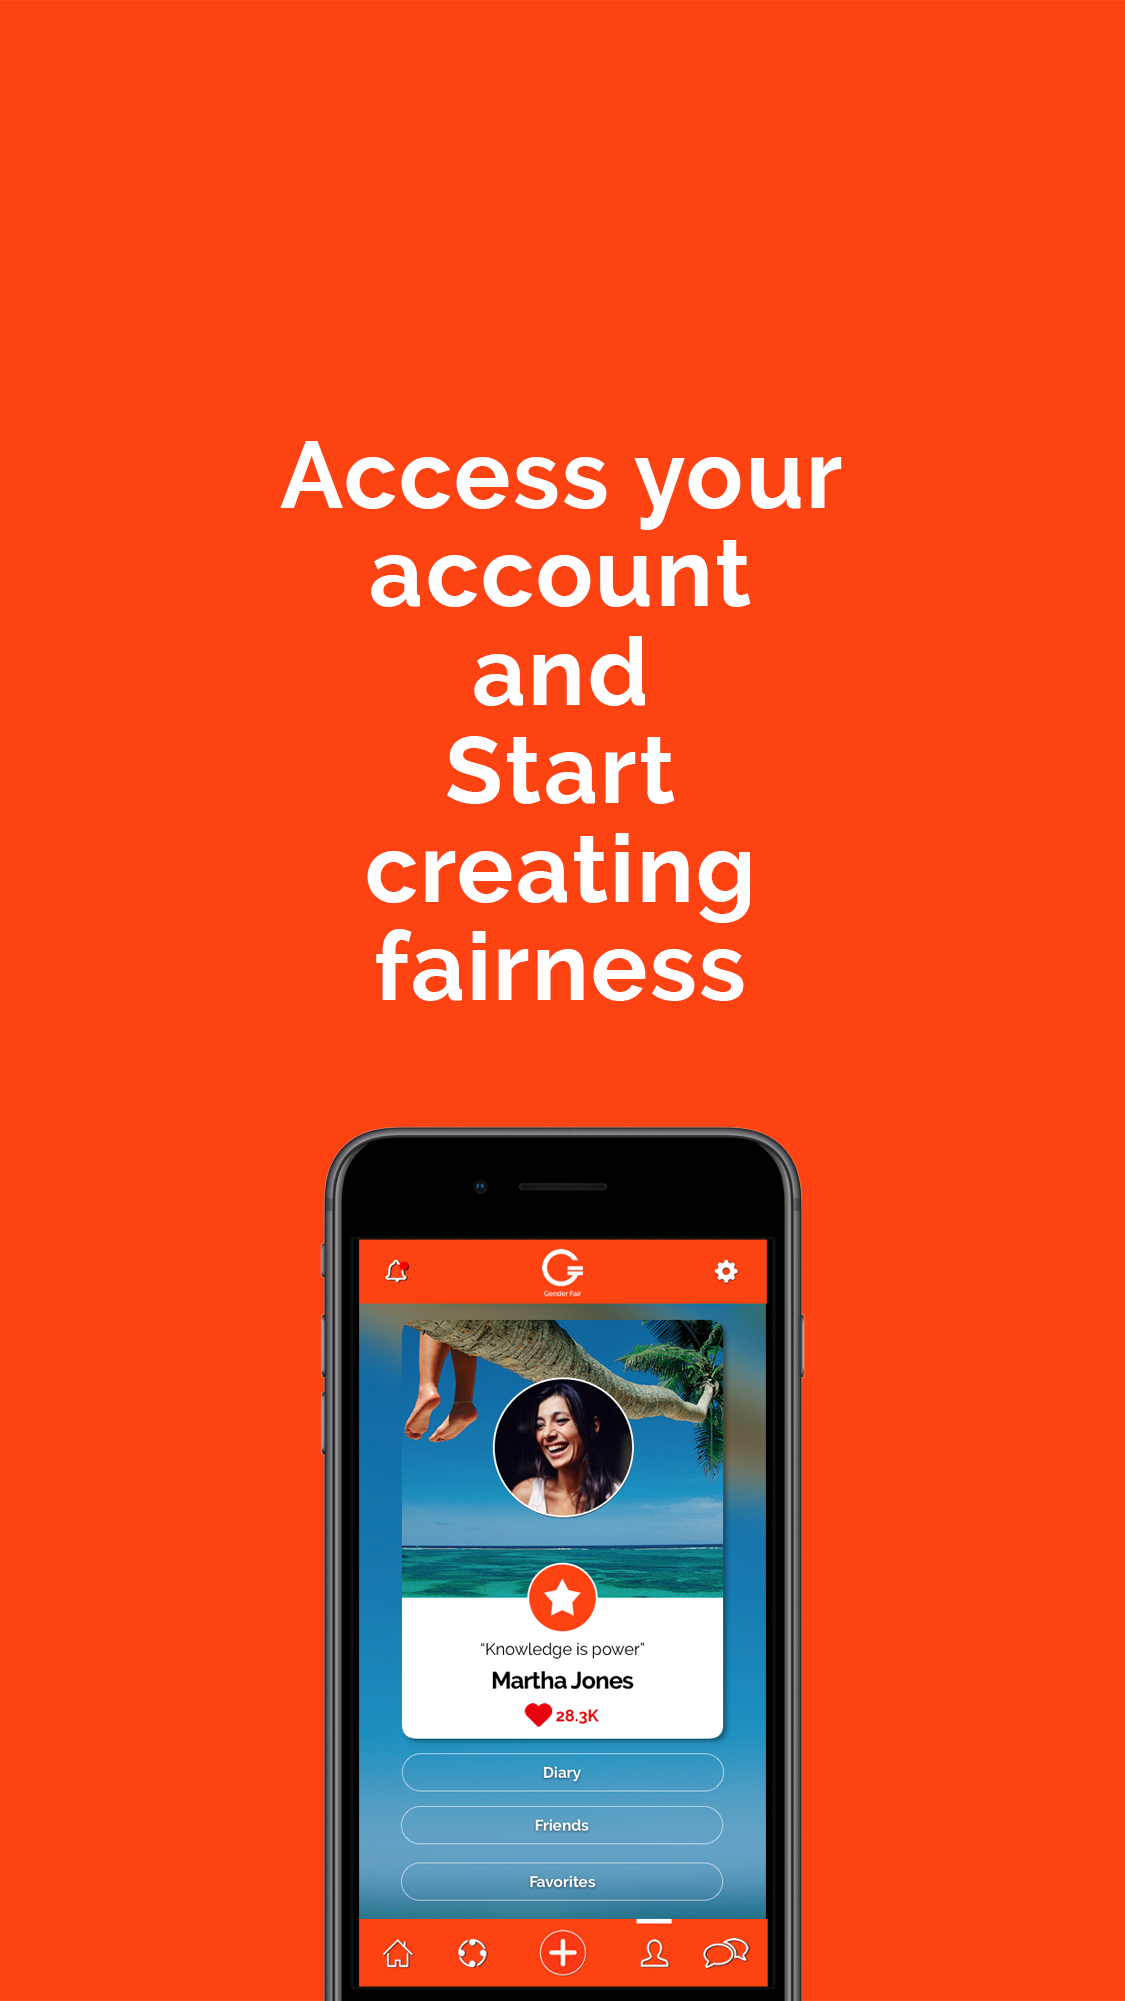 Access your
account
and
Start
creating
fairness
Gender Fair
“Knowledge is power”
Martha Jones
28.3K
Diary
Friends
Favorites